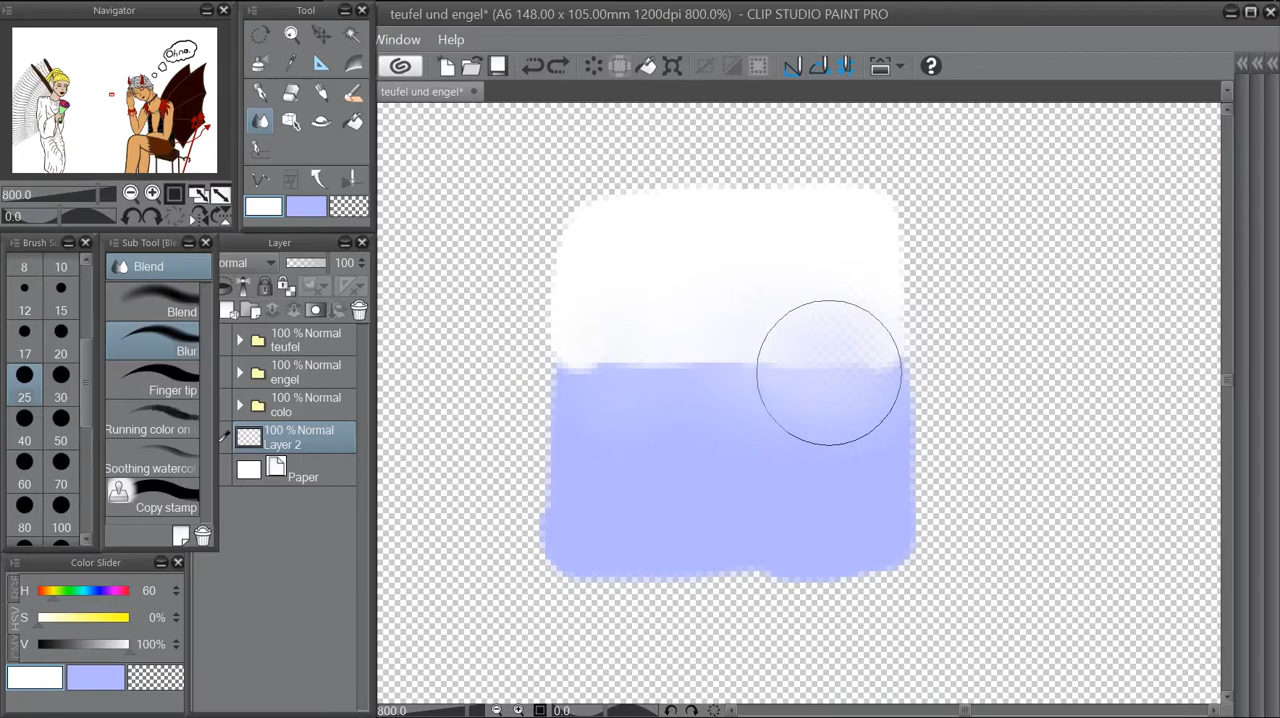 Navigator
Tool
teufel und engel* (A6 148.00 x 105.00mm 1200dpi 800.0%) - CLIP STUDIO PAINT PRO
Window Help
teufel und engel*
Ohne.
800.0
0.0
Brush S
Sub Tool [Ble
Layer
8 10
12 15
17 20
25 30
40 50
60 70
80 100
Blend
Blend
Blur
Finger tip
Running color on
Soothing waterco
Copy stamp
ormal 100
100 % Normal
teufel
100 % Normal
engel
100 % Normal
colo
100 % Normal
Layer 2
Paper
Color Slider
H 60
S 0%
V 100%
HSV
800.0 0.0